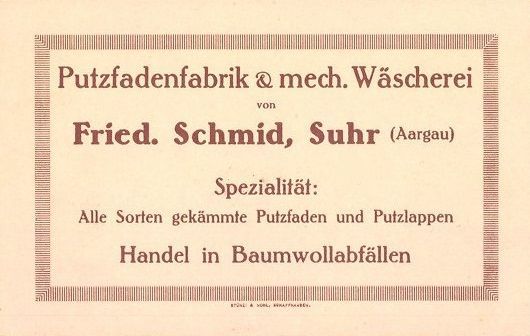 Putzfadenfabrik & mech. Wäscherei
von
Fried. Schmid, Suhr (Aargau)
Spezialität:
Alle Sorten gekämmte Putzfaden und Putzlappen
Handel in Baumwollabfällen